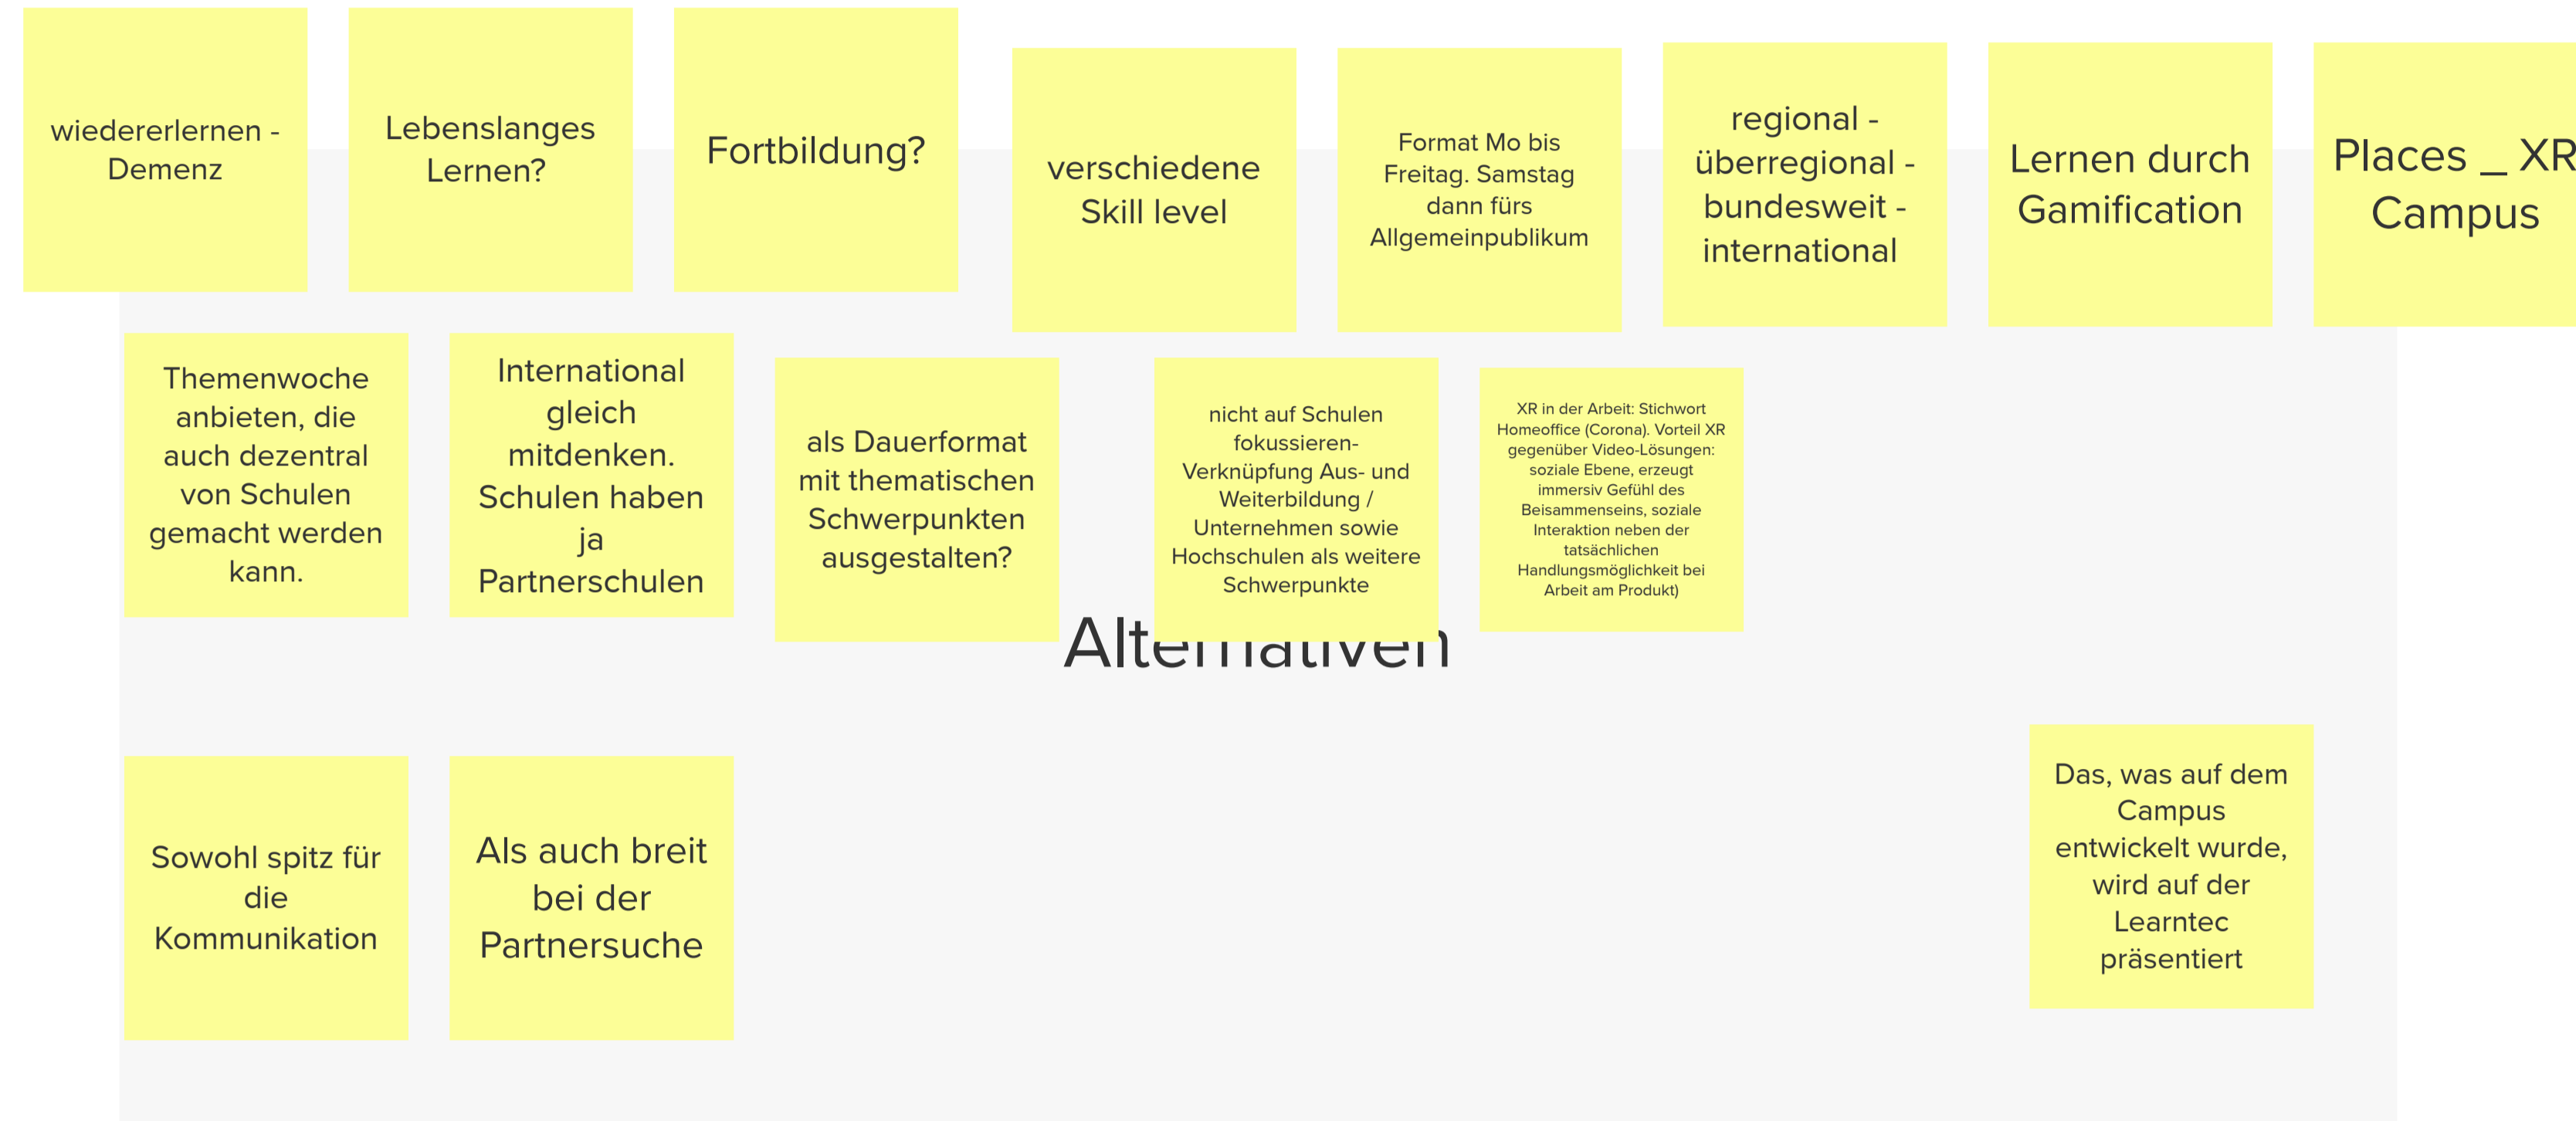 wiedererlernen -
Demenz
Lebenslanges
Lernen?
Fortbildung?
verschiedene
Skill level
Format Mo bis
Freitag. Samstag
dann fürs
Allgemeinpublikum
regional -
überregional -
bundesweit -
international
Lernen durch
Gamification
Places _ XR
Campus
Themenwoche
anbieten, die
auch dezentral
von Schulen
gemacht werden
kann.
International
gleich
mitdenken.
Schulen haben
ja
Partnerschulen
als Dauerformat
mit thematischen
Schwerpunkten
ausgestalten?
nicht auf Schulen
fokussieren-
Verknüpfung Aus- und
Weiterbildung /
Unternehmen sowie
Hochschulen als weitere
Schwerpunkte
XR in der Arbeit: Stichwort
Homeoffice (Corona). Vorteil XR
gegenüber Video-Lösungen:
soziale Ebene, erzeugt
immersiv Gefühl des
Beisammenseins, soziale
Interaktion neben der
tatsächlichen
Handlungsmöglichkeit bei
Arbeit am Produkt)
Alternativen
Sowohl spitz für
die
Kommunikation
Als auch breit
bei der
Partnersuche
Das, was auf dem
Campus
entwickelt wurde,
wird auf der
Learntec
präsentiert